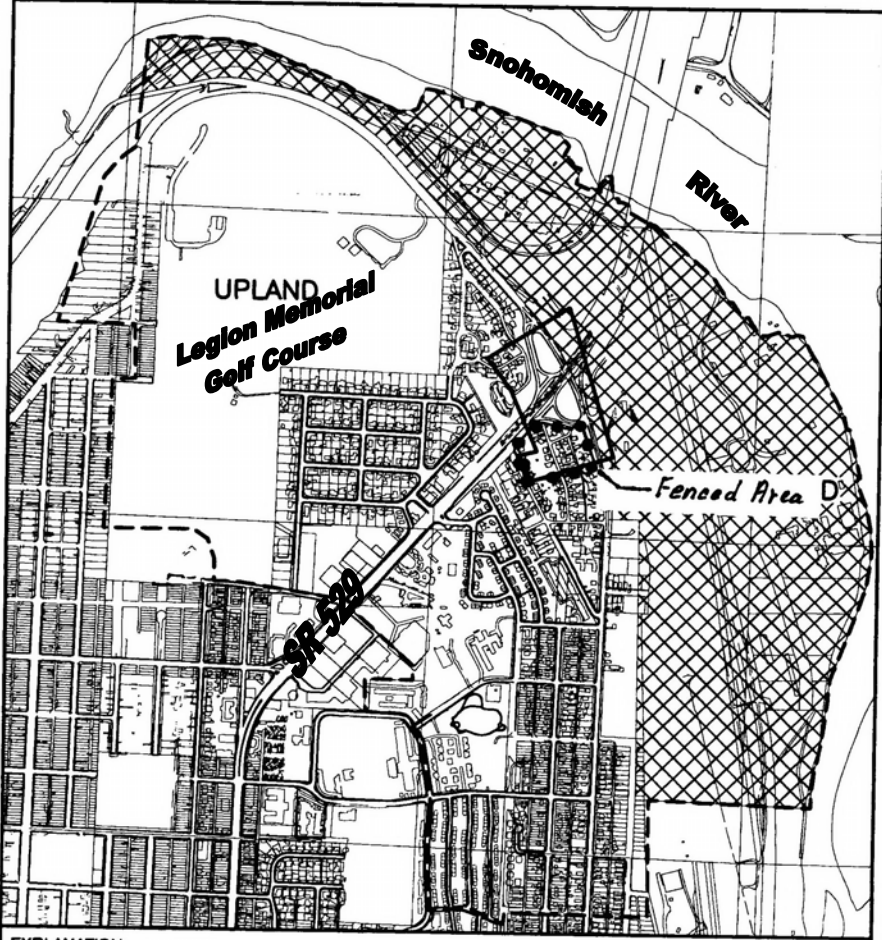 Snohomish
River
UPLAND
Legion Memorial
Golf Course
Fenced Area D
SR 529